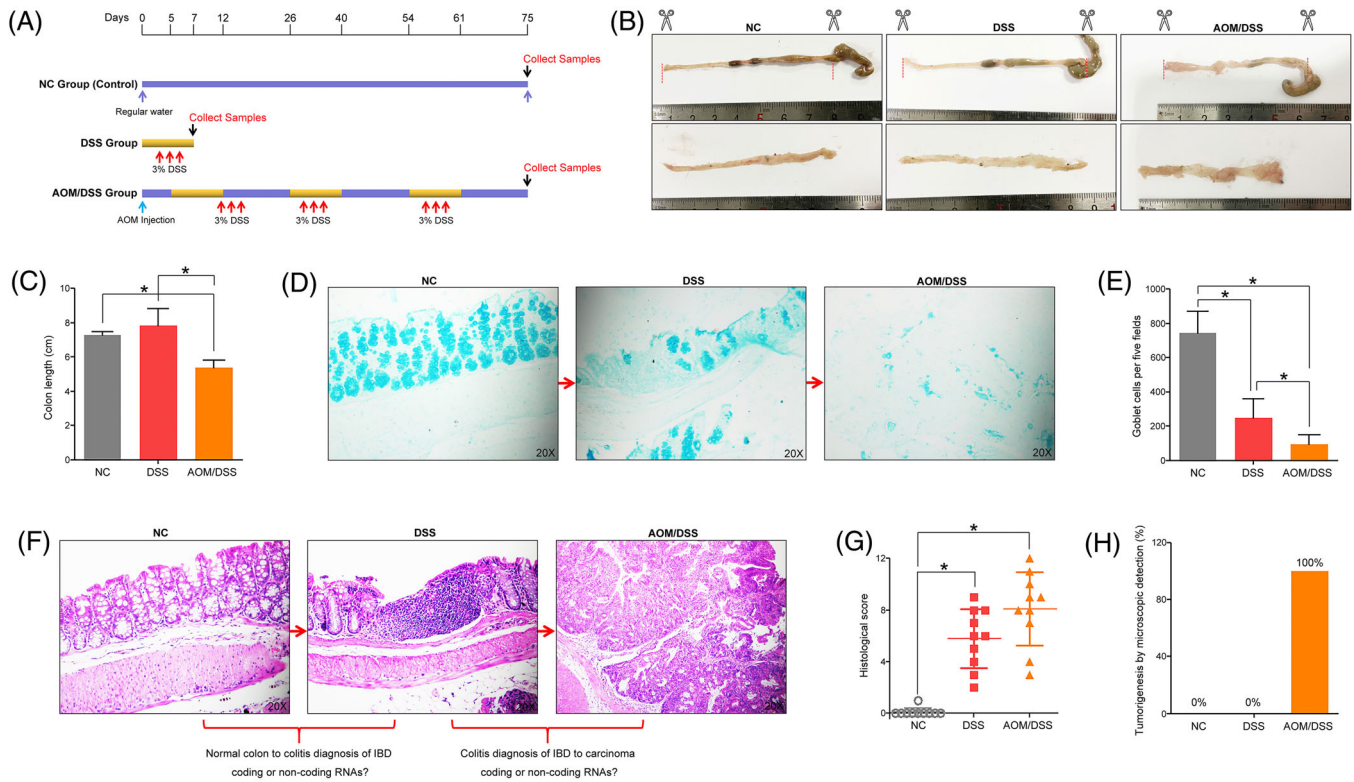 (A)
Days 0 5 7 12 26 40 54 61 75
Collect Samples
NC Group (Control)
Regular water
Collect Samples
DSS Group
3% DSS
Collect Samples
AOM/DSS Group
AOM Injection
3% DSS
3% DSS
3% DSS
(B)
NC
DSS
AOM/DSS
(C)
Colon length (cm)
10
8
6
4
2
0
*
*
NC
DSS
AOM/DSS
(D)
NC
DSS
AOM/DSS
20X
20X
20X
(E)
Goblet cells per five fields
1000
800
600
400
200
0
*
*
*
NC
DSS
AOM/DSS
(F)
NC
DSS
AOM/DSS
20X
20X
20X
Normal colon to colitis diagnosis of IBD
coding or non-coding RNAs?
Colitis diagnosis of IBD to carcinoma
coding or non-coding RNAs?
(G)
Histological score
12
8
4
0
*
*
NC
DSS
AOM/DSS
(H)
Tumorigenesis by microscopic detection (%)
120
80
40
0
0%
0%
100%
NC
DSS
AOM/DSS